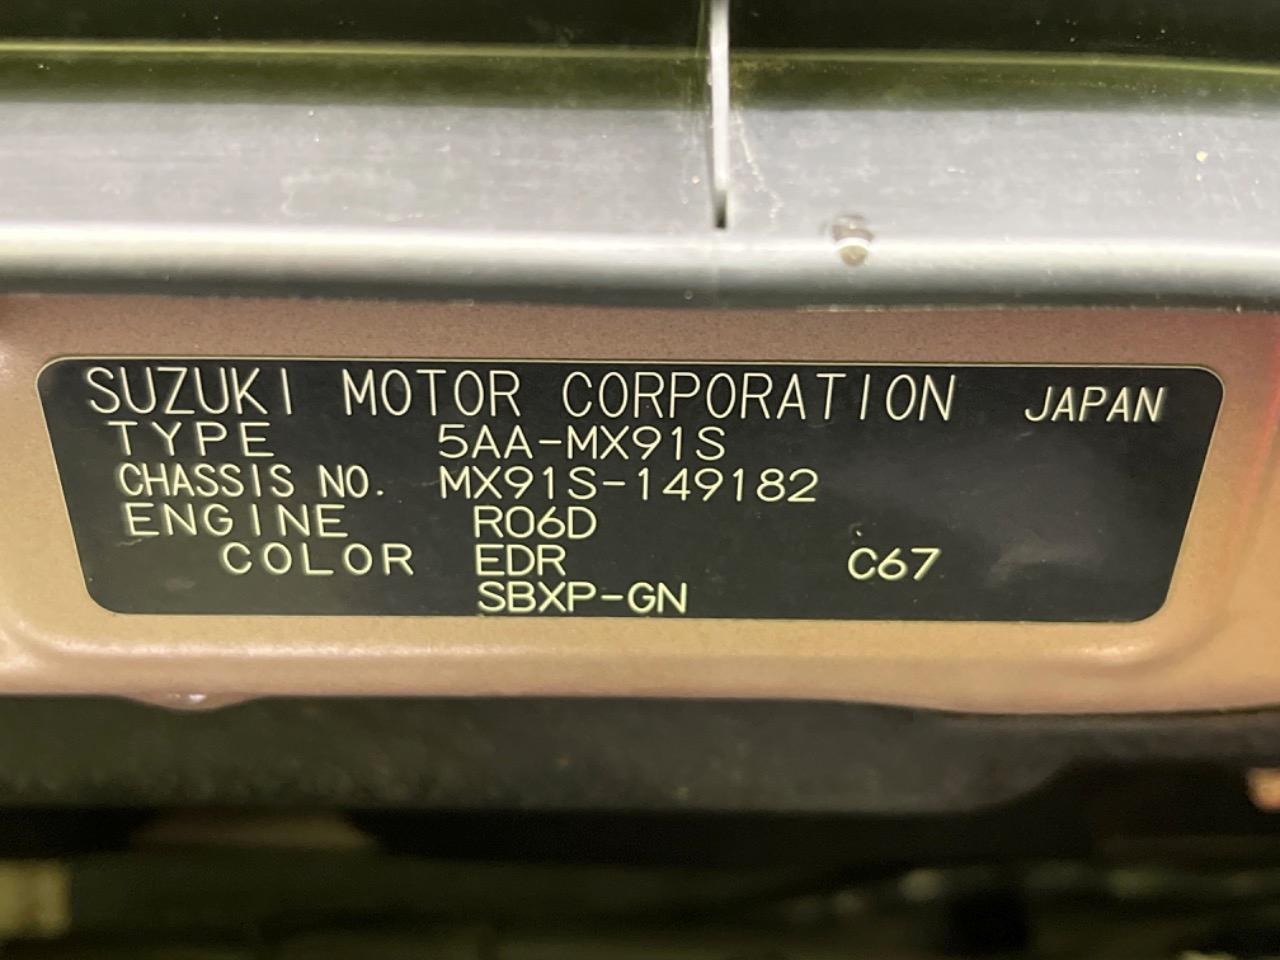 SUZUKI MOTOR CORPORATION JAPAN
TYPE 5AA-MX91S
CHASSIS NO. MX91S-149182
ENGINE R06D
COLOR EDR C67
SBXP-GN